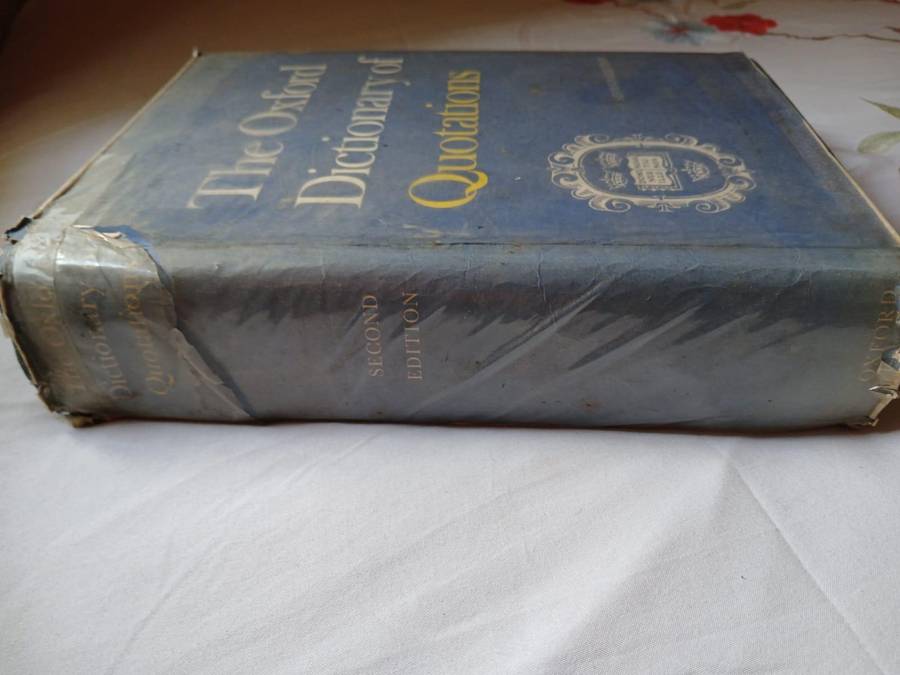 The Oxford
Dictionary of
Quotations
The Oxford
Dictionary
Quotations
SECOND
EDITION
OXFORD